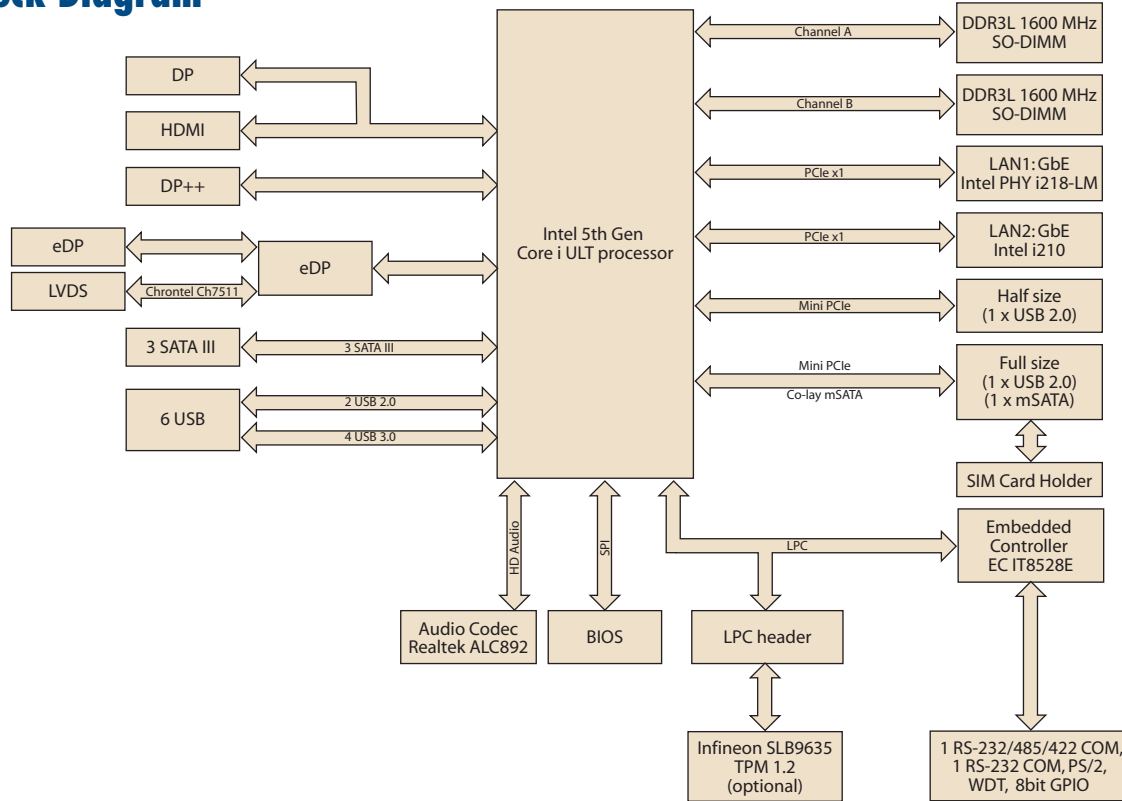 Diagram
DP
HDMI
DP++
eDP
eDP
LVDS
Chrontel Ch7511
3 SATA III
3 SATA III
6 USB
2 USB 2.0
4 USB 3.0
Intel 5th Gen
Core i ULT processor
Channel A
DDR3L 1600 MHz
SO-DIMM
Channel B
DDR3L 1600 MHz
SO-DIMM
PCIe x1
LAN1: GbE
Intel PHY i218-LM
PCIe x1
LAN2: GbE
Intel i210
Mini PCIe
Half size
(1 x USB 2.0)
Mini PCIe
Co-lay mSATA
Full size
(1 x USB 2.0)
(1 x mSATA)
SIM Card Holder
HD Audio
SPI
LPC
Embedded
Controller
EC IT8528E
Audio Codec
Realtek ALC892
BIOS
LPC header
Infineon SLB9635
TPM 1.2
(optional)
1 RS-232/485/422 COM,
1 RS-232 COM, PS/2,
WDT, 8bit GPIO